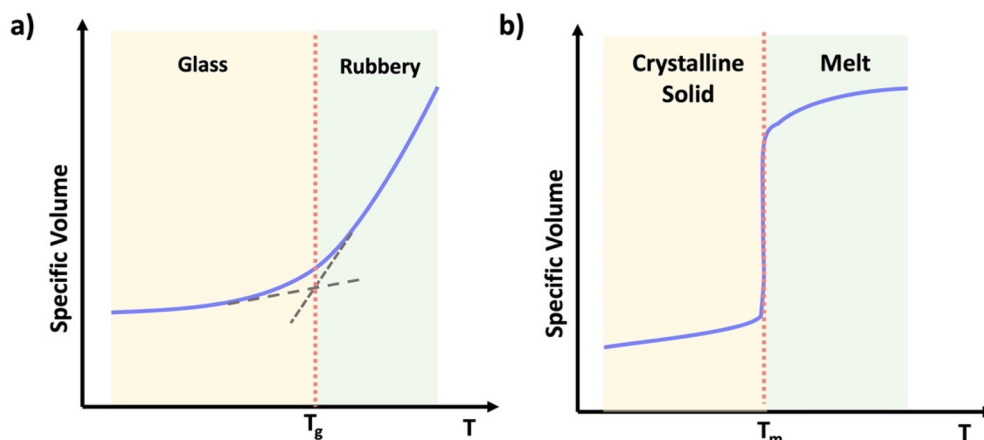 a)
Glass
Rubbery
Specific Volume
Tg
T
b)
Crystalline
Solid
Melt
Specific Volume
Tm
T